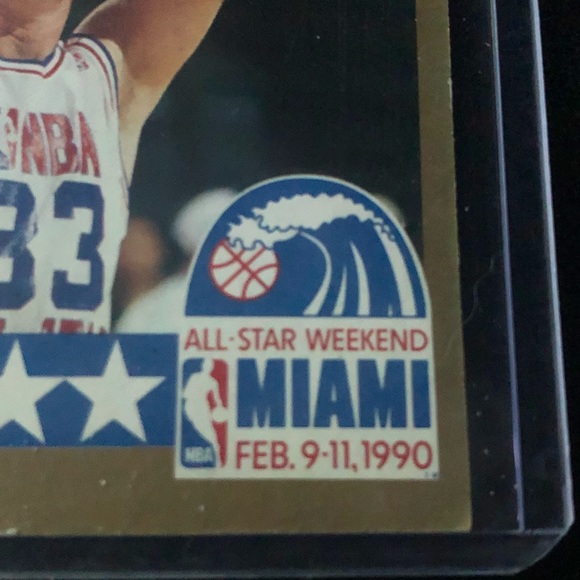 NBA
33
ALL-STAR WEEKEND
MIAMI
NBA
FEB. 9-11, 1990